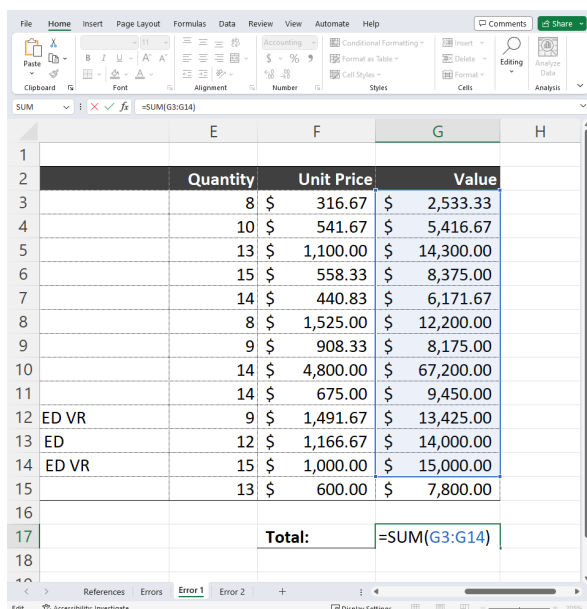 File Home Insert Page Layout Formulas Data Review View Automate Help Comments Share
Paste 11 A^ A˅ Accounting Conditional Formatting Insert Editing Analyze Data
B I U A $ % 9 Format as Table Delete
Cell Styles Format
Clipboard Font Alignment Number Styles Cells Analysis
SUM fx =SUM(G3:G14)
E F G H
1
2 Quantity Unit Price Value
3 8 $ 316.67 $ 2,533.33
4 10 $ 541.67 $ 5,416.67
5 13 $ 1,100.00 $ 14,300.00
6 15 $ 558.33 $ 8,375.00
7 14 $ 440.83 $ 6,171.67
8 8 $ 1,525.00 $ 12,200.00
9 9 $ 908.33 $ 8,175.00
10 14 $ 4,800.00 $ 67,200.00
11 14 $ 675.00 $ 9,450.00
12 ED VR 9 $ 1,491.67 $ 13,425.00
13 ED 12 $ 1,166.67 $ 14,000.00
14 ED VR 15 $ 1,000.00 $ 15,000.00
15 13 $ 600.00 $ 7,800.00
16
17 Total: =SUM(G3:G14)
18
19
References Errors Error 1 Error 2 +
Edit Accessibility: Investigate Display Settings